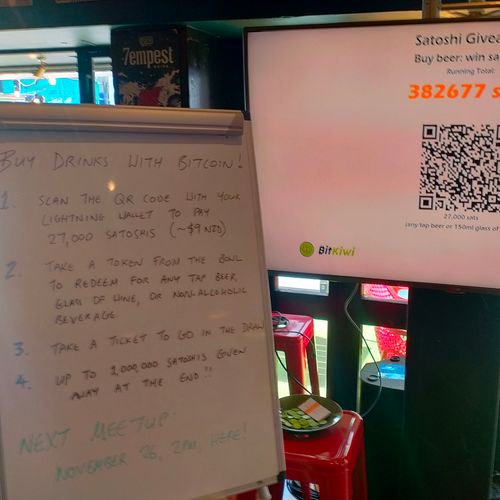 7empest
BUY DRINKS WITH BITCOIN!
1. SCAN THE QR CODE WITH YOUR
LIGHTNING WALLET TO PAY
27,000 SATOSHIS (~$9 NZD)
2. TAKE A TOKEN FROM THE BOWL
TO REDEEM FOR ANY TAP BEER,
GLASS OF WINE, OR NON-ALCOHOLIC
BEVERAGE
3. TAKE A TICKET TO GO IN THE DRAW
4. UP TO 1,000,000 SATOSHIS GIVEN
AWAY AT THE END!!
NEXT MEETUP:
NOVEMBER 26, 2PM, HERE!
Satoshi Givea
Buy beer: win sa
Running Total:
382677 s
27,000 sats
(any tap beer or 150ml glass of
BitKiwi